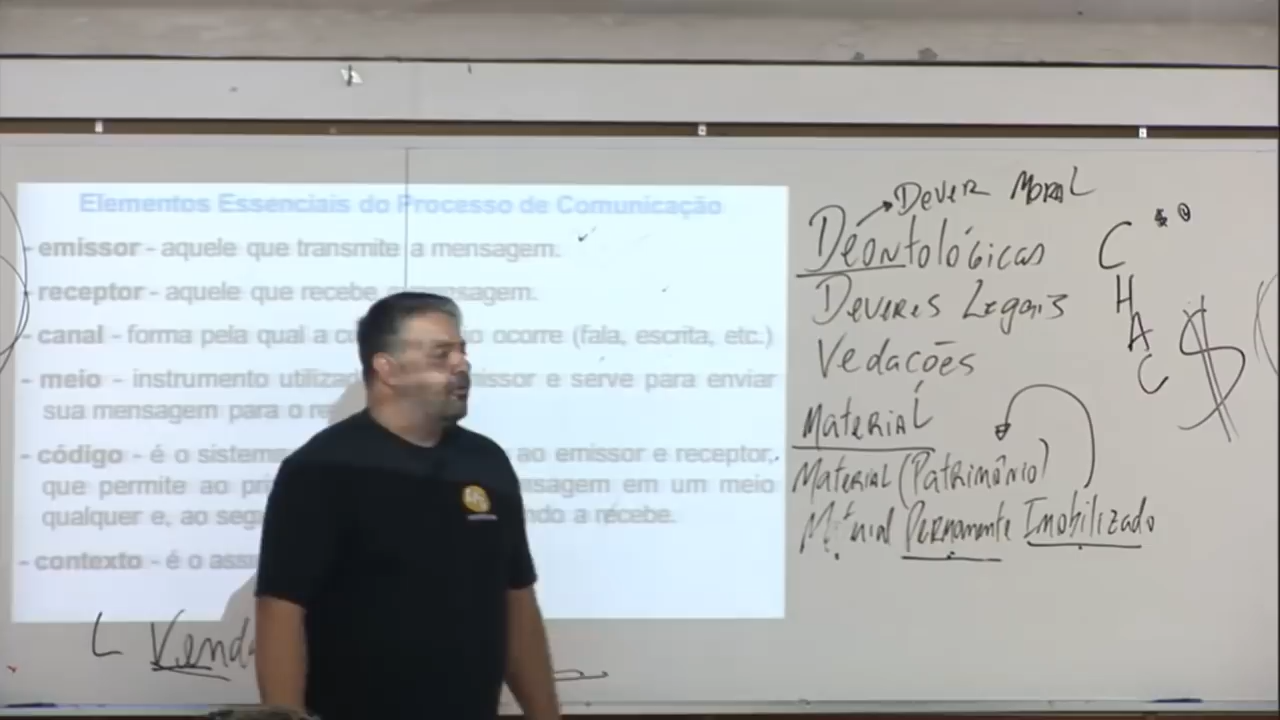 Elementos Essenciais do Processo de Comunicação
- emissor - aquele que transmite a mensagem.
- receptor - aquele que recebe mensagem.
- canal - forma pela qual a ocorre (fala, escrita, etc.)
- meio - instrumento e serve para enviar
sua mensagem para o
- código - é o sistema ao emissor e receptor,
que permite ao em um meio
qualquer e, ao a recebe.
- contexto - é o
Dever Moral
Deontológicas
Deveres Legais
Vedações
Material
Material (Patrimônio)
Material Permanente Imobilizado
C
H
A
C
$